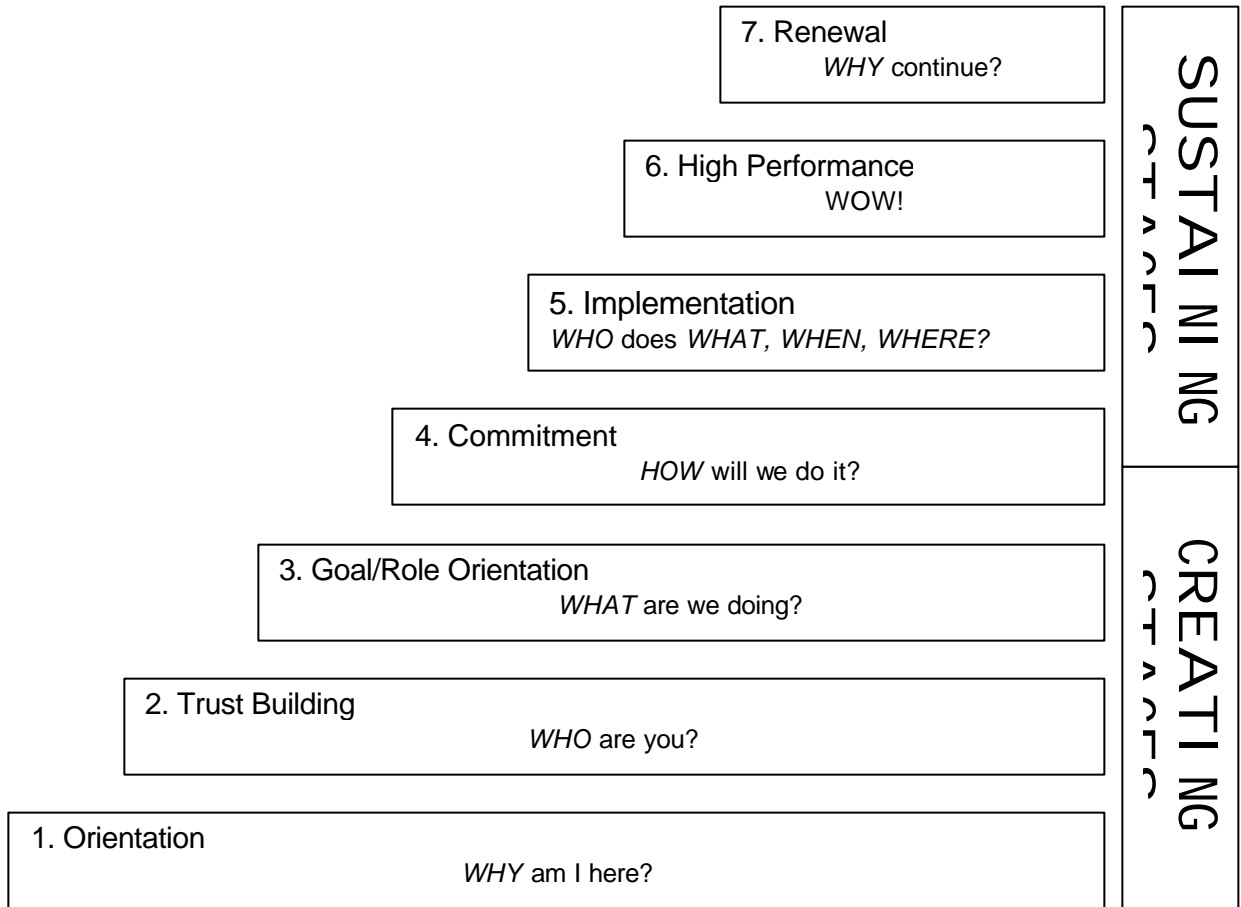 7. Renewal
WHY continue?
6. High Performance
WOW!
5. Implementation
WHO does WHAT, WHEN, WHERE?
4. Commitment
HOW will we do it?
3. Goal/Role Orientation
WHAT are we doing?
2. Trust Building
WHO are you?
1. Orientation
WHY am I here?
SUSTAINING
CREATING